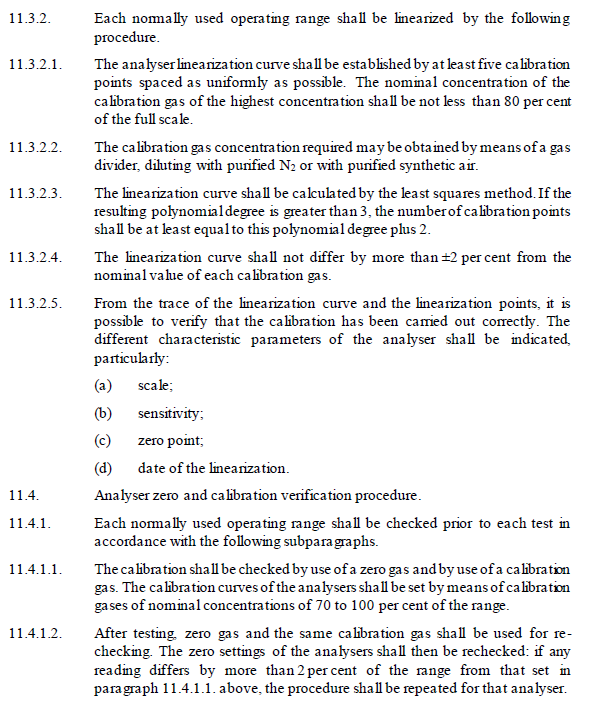 11.3.2. Each normally used operating range shall be linearized by the following
procedure.
11.3.2.1. The analyser linearization curve shall be established by at least five calibration
points spaced as uniformly as possible. The nominal concentration of the
calibration gas of the highest concentration shall be not less than 80 per cent
of the full scale.
11.3.2.2. The calibration gas concentration required may be obtained by means of a gas
divider, diluting with purified N₂ or with purified synthetic air.
11.3.2.3. The linearization curve shall be calculated by the least squares method. If the
resulting polynomial degree is greater than 3, the number of calibration points
shall be at least equal to this polynomial degree plus 2.
11.3.2.4. The linearization curve shall not differ by more than ±2 per cent from the
nominal value of each calibration gas.
11.3.2.5. From the trace of the linearization curve and the linearization points, it is
possible to verify that the calibration has been carried out correctly. The
different characteristic parameters of the analyser shall be indicated,
particularly:
(a) scale;
(b) sensitivity;
(c) zero point;
(d) date of the linearization.
11.4. Analyser zero and calibration verification procedure.
11.4.1. Each normally used operating range shall be checked prior to each test in
accordance with the following subparagraphs.
11.4.1.1. The calibration shall be checked by use of a zero gas and by use of a calibration
gas. The calibration curves of the analysers shall be set by means of calibration
gases of nominal concentrations of 70 to 100 per cent of the range.
11.4.1.2. After testing, zero gas and the same calibration gas shall be used for re-
checking. The zero settings of the analysers shall then be rechecked: if any
reading differs by more than 2 per cent of the range from that set in
paragraph 11.4.1.1. above, the procedure shall be repeated for that analyser.